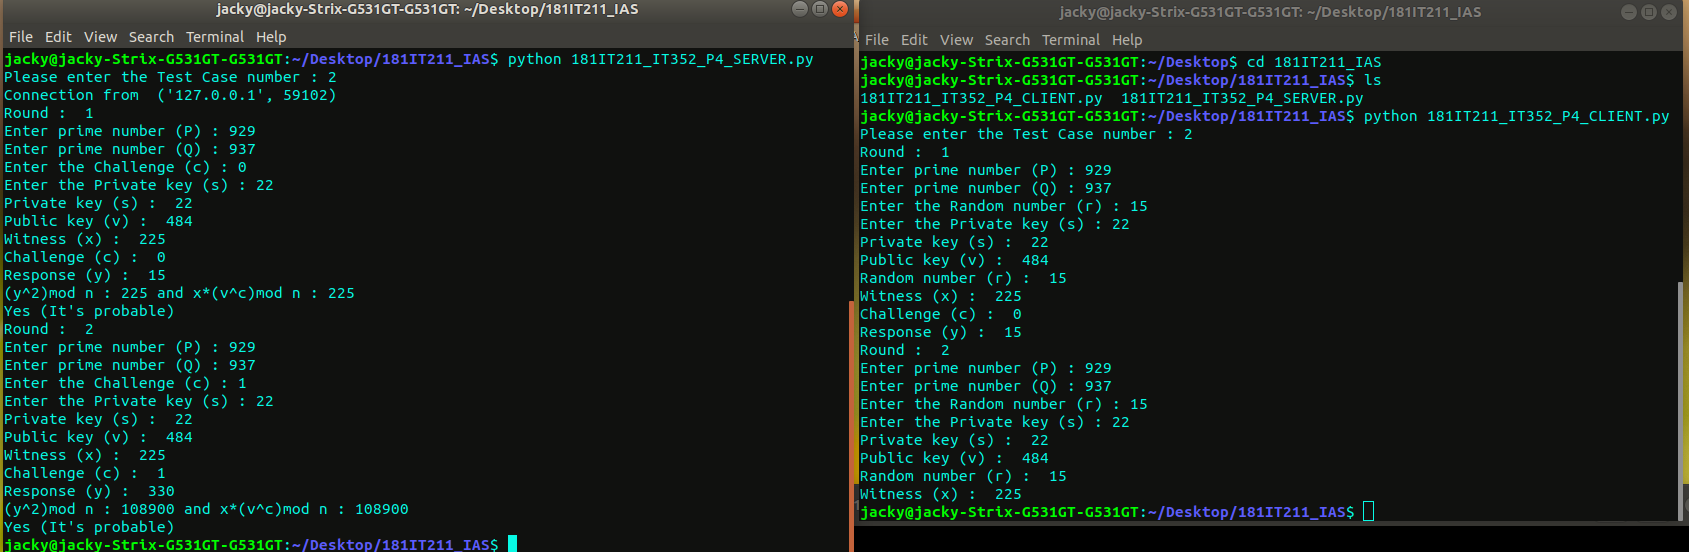 jacky@jacky-Strix-G531GT-G531GT: ~/Desktop/181IT211_IAS
File Edit View Search Terminal Help
jacky@jacky-Strix-G531GT-G531GT:~/Desktop/181IT211_IAS$ python 181IT211_IT352_P4_SERVER.py
Please enter the Test Case number : 2
Connection from  ('127.0.0.1', 59102)
Round :  1
Enter prime number (P) : 929
Enter prime number (Q) : 937
Enter the Challenge (c) : 0
Enter the Private key (s) : 22
Private key (s) :  22
Public key (v) :  484
Witness (x) :  225
Challenge (c) :  0
Response (y) :  15
(y^2)mod n : 225 and x*(v^c)mod n : 225
Yes (It's probable)
Round :  2
Enter prime number (P) : 929
Enter prime number (Q) : 937
Enter the Challenge (c) : 1
Enter the Private key (s) : 22
Private key (s) :  22
Public key (v) :  484
Witness (x) :  225
Challenge (c) :  1
Response (y) :  330
(y^2)mod n : 108900 and x*(v^c)mod n : 108900
Yes (It's probable)
jacky@jacky-Strix-G531GT-G531GT:~/Desktop/181IT211_IAS$
jacky@jacky-Strix-G531GT-G531GT: ~/Desktop/181IT211_IAS
File Edit View Search Terminal Help
jacky@jacky-Strix-G531GT-G531GT:~/Desktop$ cd 181IT211_IAS
jacky@jacky-Strix-G531GT-G531GT:~/Desktop/181IT211_IAS$ ls
181IT211_IT352_P4_CLIENT.py  181IT211_IT352_P4_SERVER.py
jacky@jacky-Strix-G531GT-G531GT:~/Desktop/181IT211_IAS$ python 181IT211_IT352_P4_CLIENT.py
Please enter the Test Case number : 2
Round :  1
Enter prime number (P) : 929
Enter prime number (Q) : 937
Enter the Random number (r) : 15
Enter the Private key (s) : 22
Private key (s) :  22
Public key (v) :  484
Random number (r) :  15
Witness (x) :  225
Challenge (c) :  0
Response (y) :  15
Round :  2
Enter prime number (P) : 929
Enter prime number (Q) : 937
Enter the Random number (r) : 15
Enter the Private key (s) : 22
Private key (s) :  22
Public key (v) :  484
Random number (r) :  15
Witness (x) :  225
jacky@jacky-Strix-G531GT-G531GT:~/Desktop/181IT211_IAS$